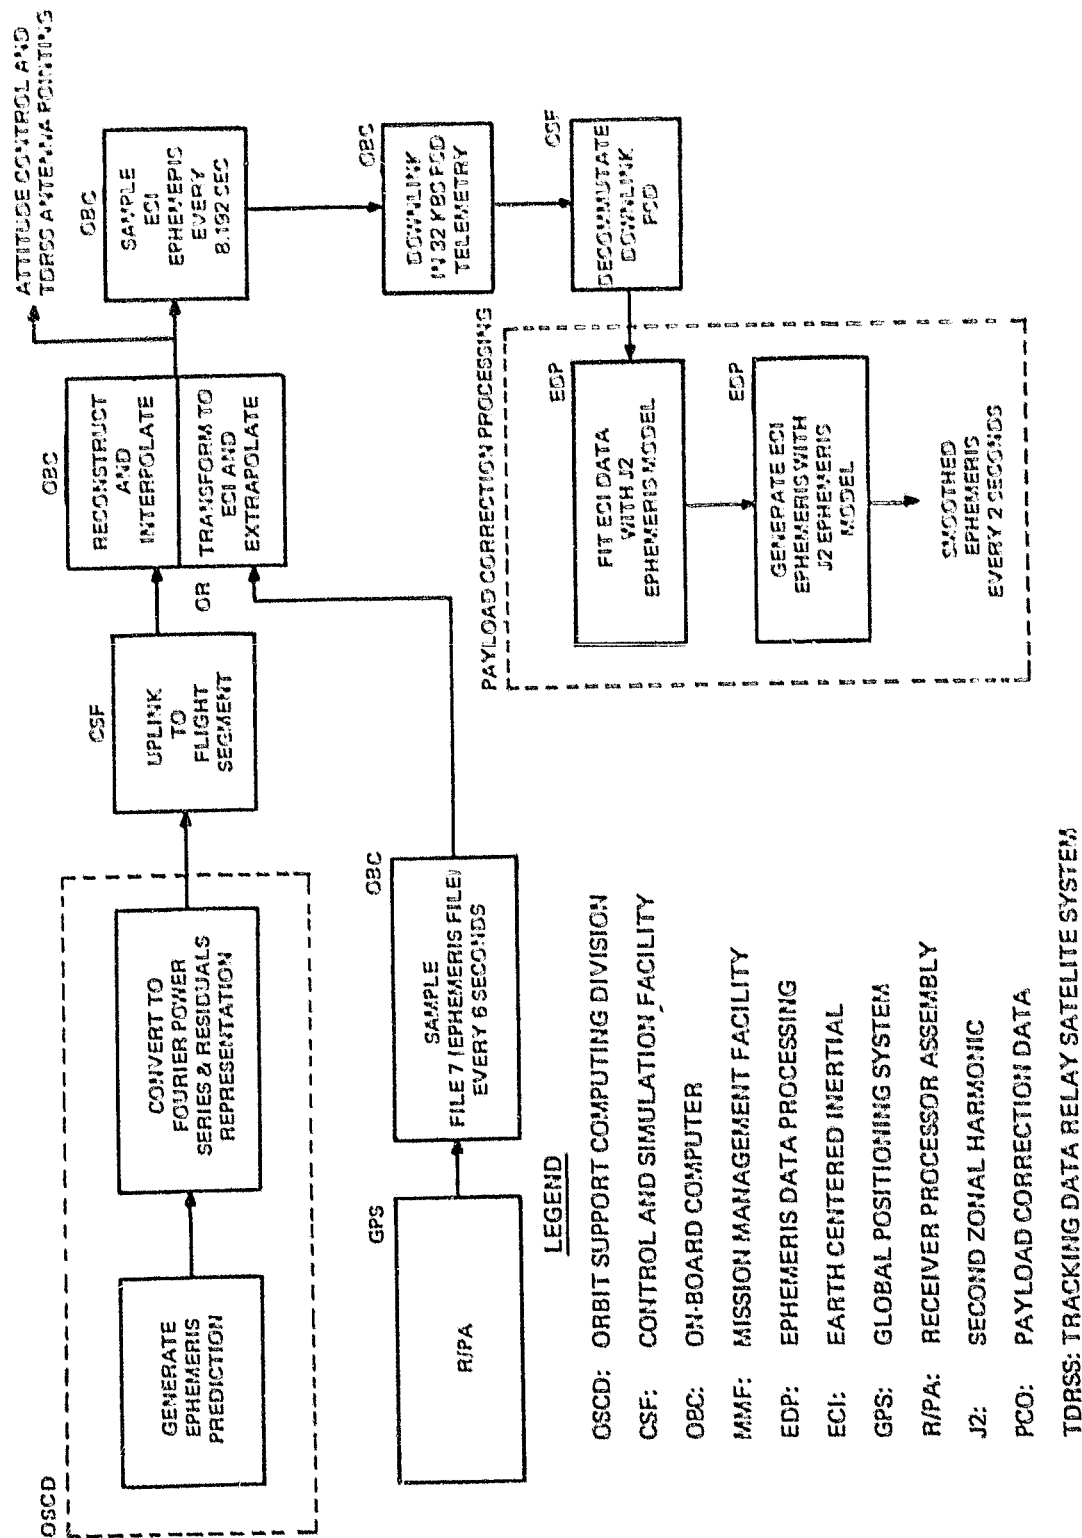 OSCD
GENERATE
EPHEMERIS
PREDICTION
CONVERT TO
FOURIER POWER
SERIES & RESIDUALS
REPRESENTATION
CSF
UPLINK
TO
FLIGHT
SEGMENT
OR
OBC
RECONSTRUCT
AND
INTERPOLATE
TRANSFORM TO
ECI AND
EXTRAPOLATE
ATTITUDE CONTROL AND
TDRSS ANTENNA POINTING
OBC
SAMPLE
ECI
EPHEMERIS
EVERY
8.192 SEC
GPS
R/PA
OBC
SAMPLE
FILE 7 (EPHEMERIS FILE)
EVERY 6 SECONDS
OBC
DOWNLINK
IN 32 KBS PCD
TELEMETRY
CSF
DECOMMUTATE
DOWNLINK
PCD
PAYLOAD CORRECTION PROCESSING
EDP
FIT ECI DATA
WITH J2
EPHEMERIS MODEL
EDP
GENERATE ECI
EPHEMERIS WITH
J2 EPHEMERIS
MODEL
SMOOTHED
EPHEMERIS
EVERY 2 SECONDS
LEGEND
OSCD: ORBIT SUPPORT COMPUTING DIVISION
CSF: CONTROL AND SIMULATION FACILITY
OBC: ON-BOARD COMPUTER
MMF: MISSION MANAGEMENT FACILITY
EDP: EPHEMERIS DATA PROCESSING
ECI: EARTH CENTERED INERTIAL
GPS: GLOBAL POSITIONING SYSTEM
R/PA: RECEIVER PROCESSOR ASSEMBLY
J2: SECOND ZONAL HARMONIC
PCD: PAYLOAD CORRECTION DATA
TDRSS: TRACKING DATA RELAY SATELITE SYSTEM